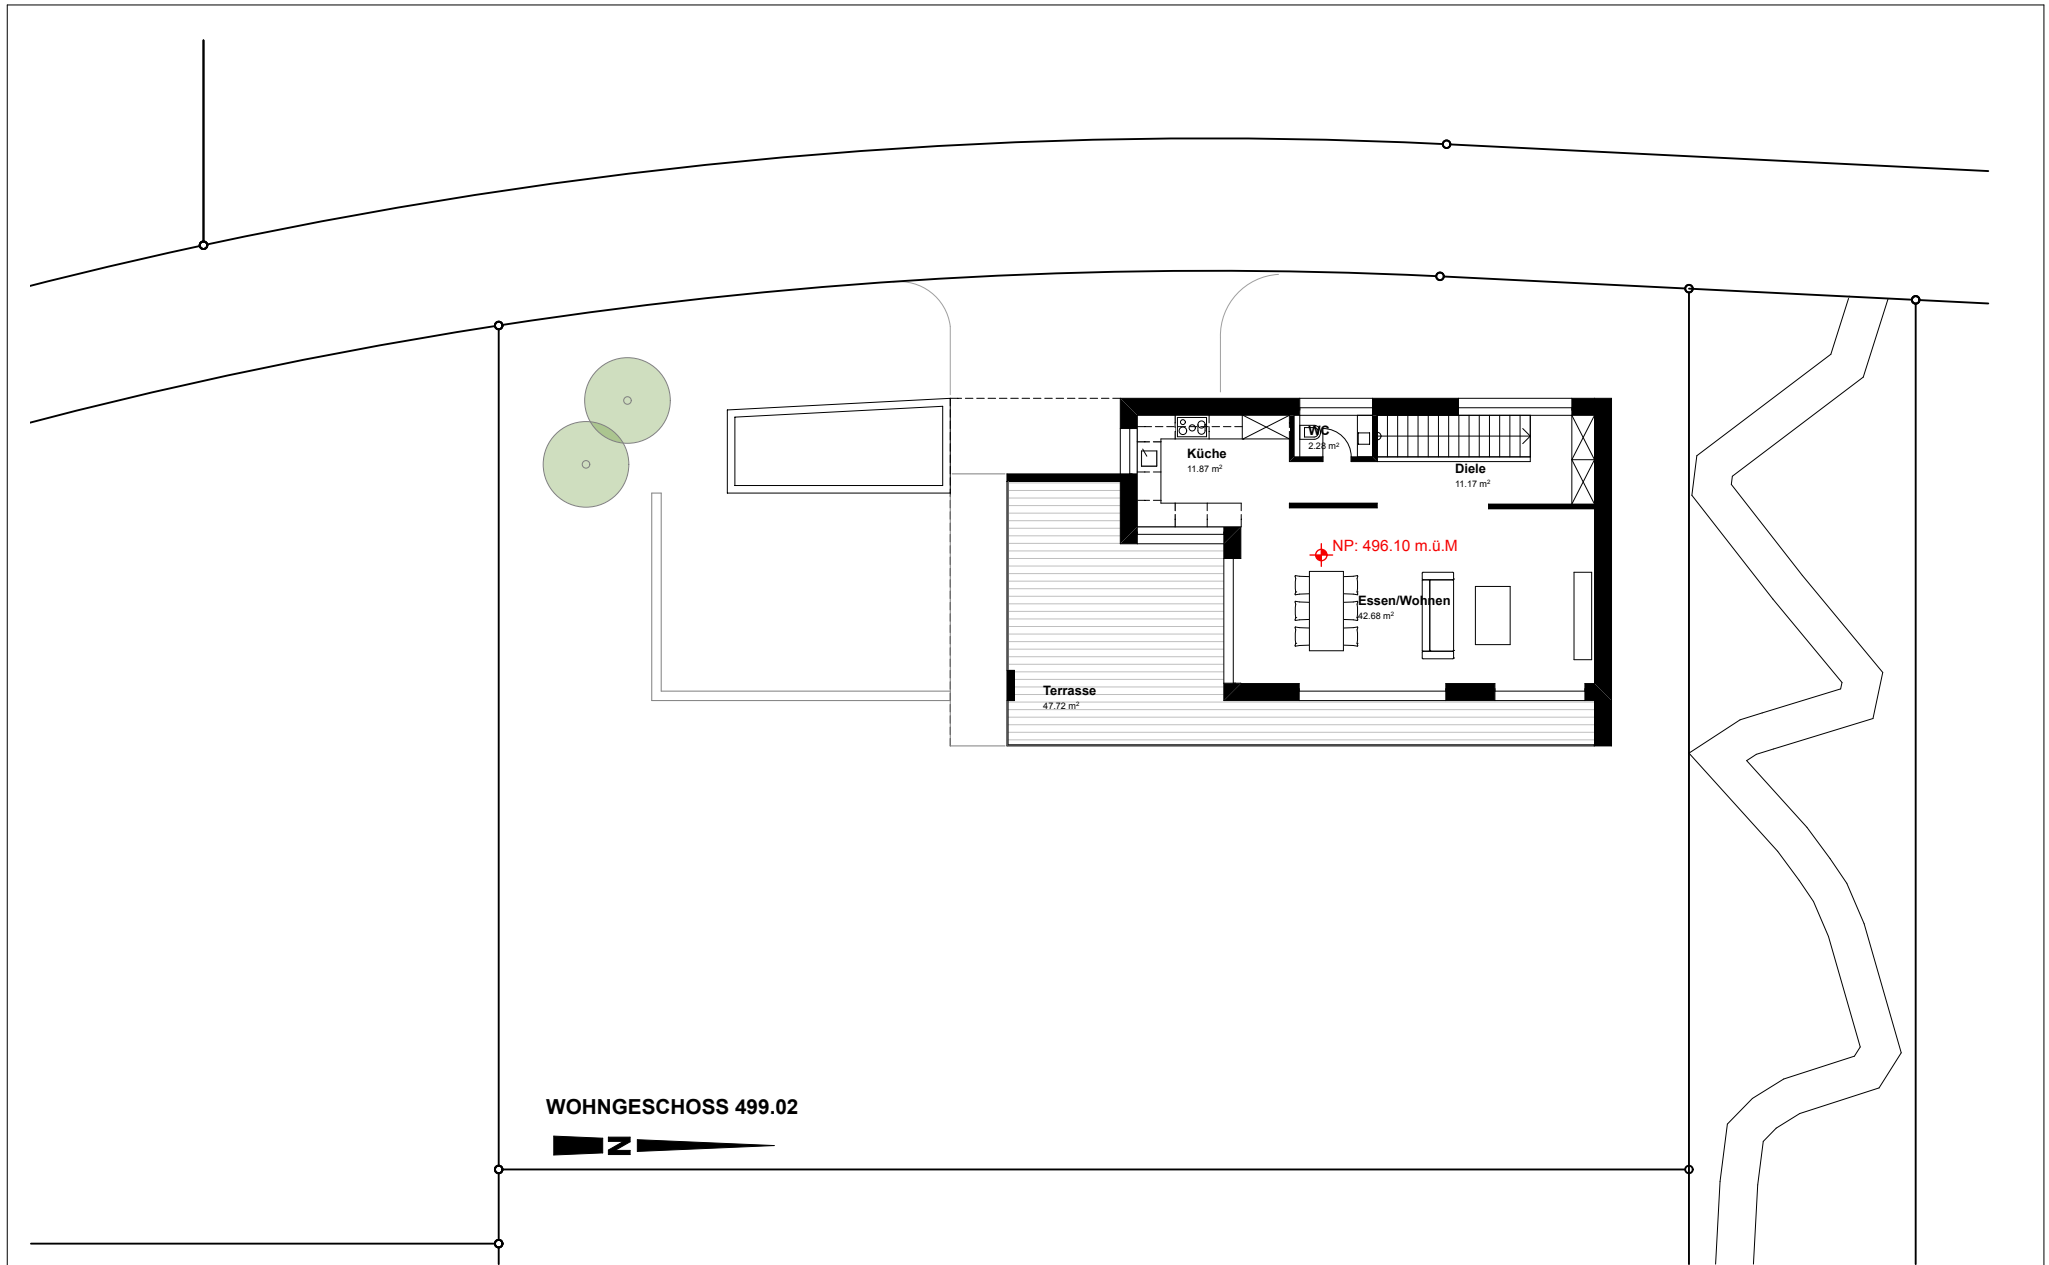 WC
2.28 m²
Küche
11.87 m²
Diele
11.17 m²
NP: 496.10 m.ü.M
Essen/Wohnen
42.68 m²
Terrasse
47.72 m²
WOHNGESCHOSS 499.02
N